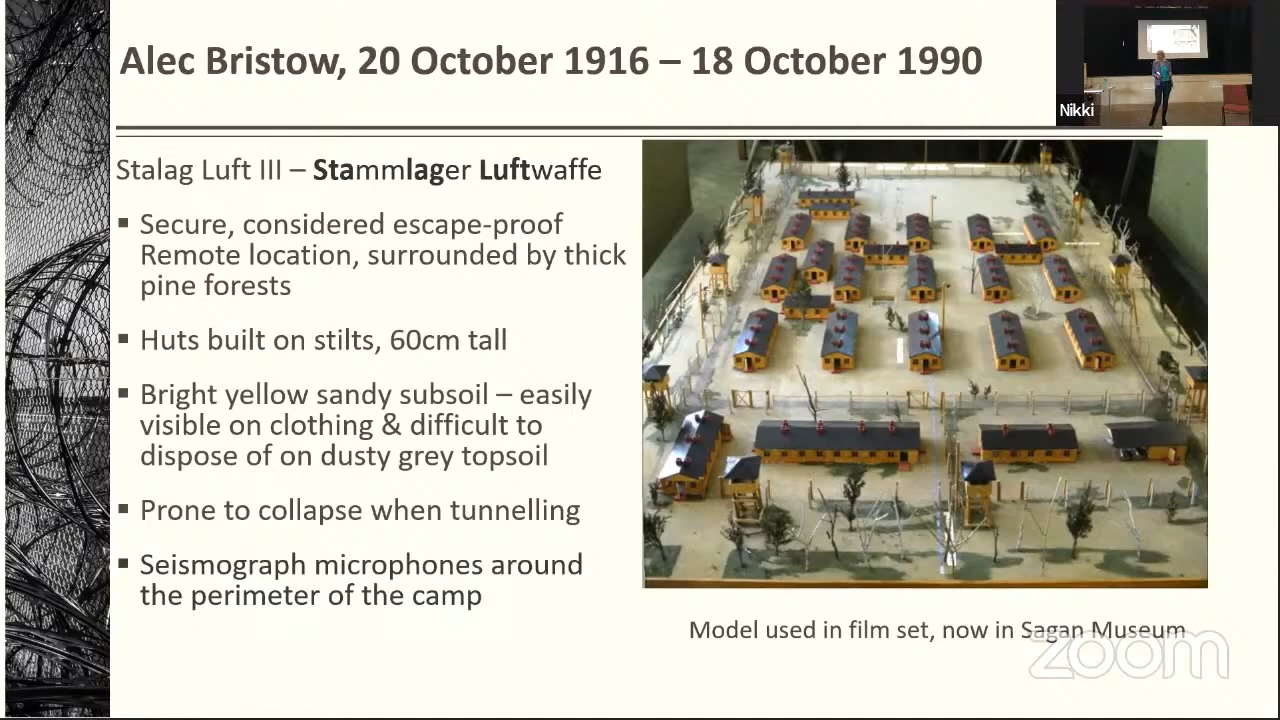 Alec Bristow, 20 October 1916 – 18 October 1990
Nikki
Stalag Luft III – Stammlager Luftwaffe
▪ Secure, considered escape-proof
Remote location, surrounded by thick
pine forests
▪ Huts built on stilts, 60cm tall
▪ Bright yellow sandy subsoil – easily
visible on clothing & difficult to
dispose of on dusty grey topsoil
▪ Prone to collapse when tunnelling
▪ Seismograph microphones around
the perimeter of the camp
Model used in film set, now in Sagan Museum
zoom